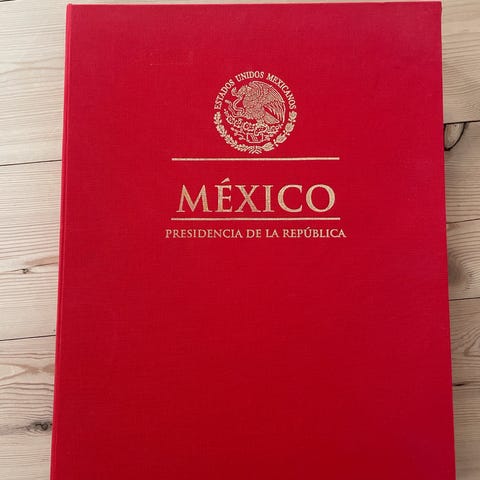 ESTADOS UNIDOS MEXICANOS
MÉXICO
PRESIDENCIA DE LA REPÚBLICA